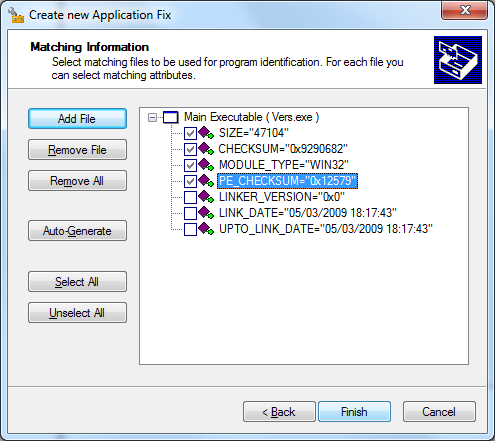 Create new Application Fix
Matching Information
Select matching files to be used for program identification. For each file you
can select matching attributes.
Add File
Remove File
Remove All
Auto-Generate
Select All
Unselect All
Main Executable ( Vers.exe )
SIZE="47104"
CHECKSUM="0x9290682"
MODULE_TYPE="WIN32"
PE_CHECKSUM="0x12579"
LINKER_VERSION="0x0"
LINK_DATE="05/03/2009 18:17:43"
UPTO_LINK_DATE="05/03/2009 18:17:43"
< Back
Finish
Cancel